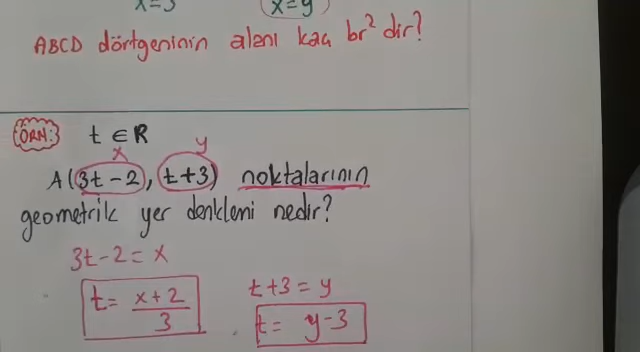 x=3 x=y
ABCD dörtgeninin alanı kaç br² dir?
ÖRN: t ∈ R
x y
A(3t-2, t+3) noktalarının
geometrik yer denklemi nedir?
3t-2=x
t+3=y
t= x+2/3
t= y-3